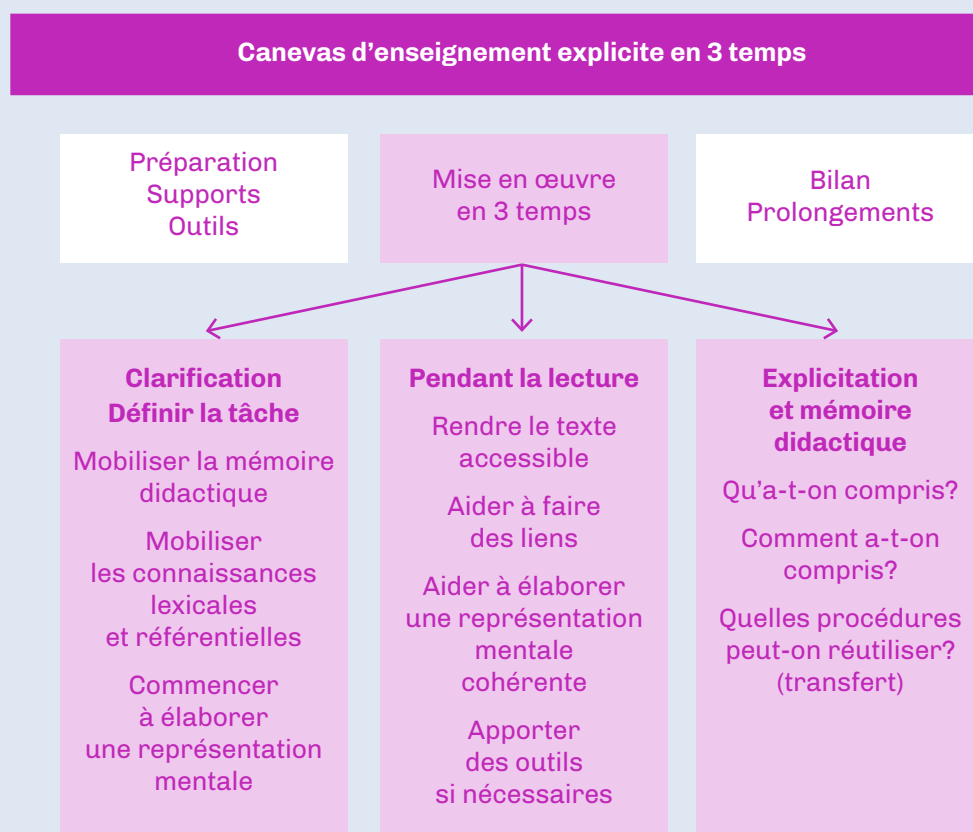 Canevas d’enseignement explicite en 3 temps
Préparation
Supports
Outils
Mise en œuvre
en 3 temps
Bilan
Prolongements
Clarification
Définir la tâche
Mobiliser la mémoire
didactique
Mobiliser
les connaissances
lexicales
et référentielles
Commencer
à élaborer
une représentation
mentale
Pendant la lecture
Rendre le texte
accessible
Aider à faire
des liens
Aider à élaborer
une représentation
mentale
cohérente
Apporter
des outils
si nécessaires
Explicitation
et mémoire
didactique
Qu’a-t-on compris?
Comment a-t-on
compris?
Quelles procédures
peut-on réutiliser?
(transfert)